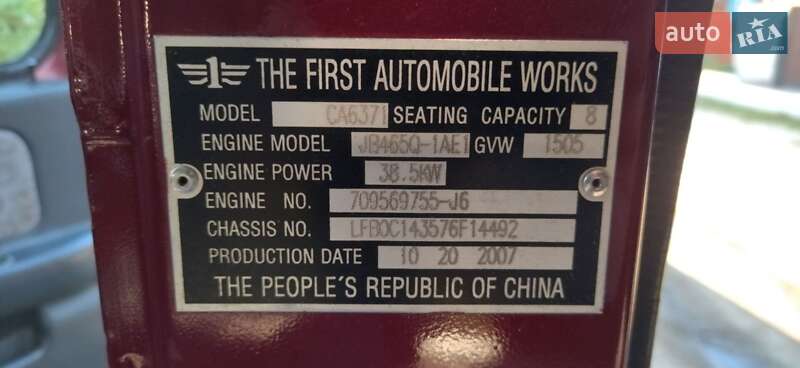 auto RIA.com
1 THE FIRST AUTOMOBILE WORKS
MODEL CA6371 SEATING CAPACITY 8
ENGINE MODEL JB465Q-1AE1 GVW 1505
ENGINE POWER 38.5KW
ENGINE NO. 709569755-J6
CHASSIS NO. LFB0C143576F14492
PRODUCTION DATE 10 20 2007
THE PEOPLE'S REPUBLIC OF CHINA